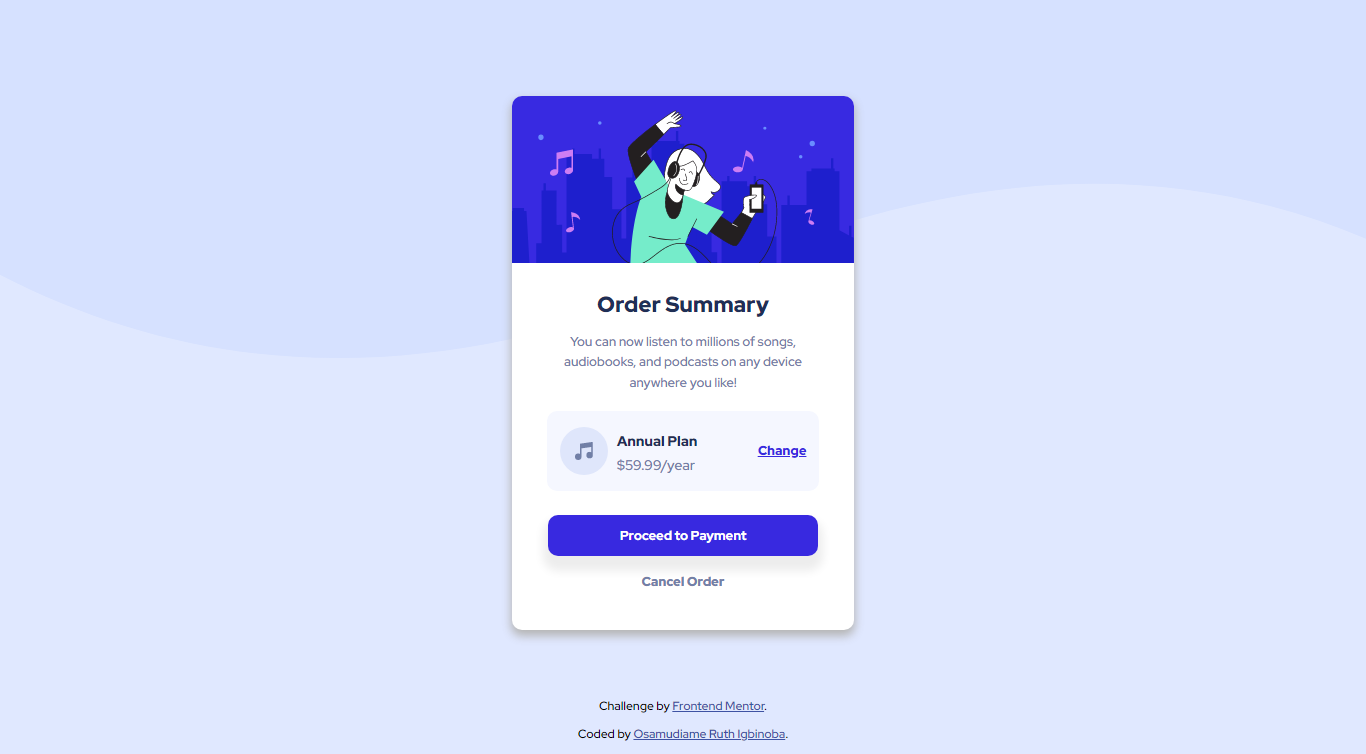 Order Summary
You can now listen to millions of songs,
audiobooks, and podcasts on any device
anywhere you like!
Annual Plan
$59.99/year
Change
Proceed to Payment
Cancel Order
Challenge by Frontend Mentor.
Coded by Osamudiame Ruth Igbinoba.